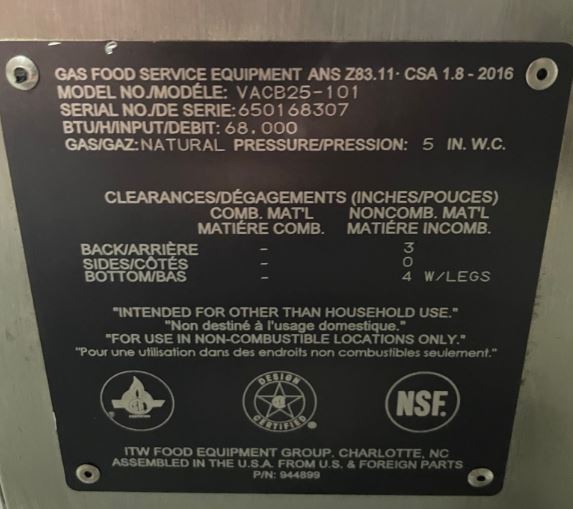 GAS FOOD SERVICE EQUIPMENT ANS Z83.11· CSA 1.8 - 2016
MODEL NO./MODÉLE: VACB25-101
SERIAL NO./DE SERIE: 650168307
BTU/H/INPUT/DEBIT: 68.000
GAS/GAZ: NATURAL PRESSURE/PRESSION: 5 IN. W.C.
CLEARANCES/DÉGAGEMENTS (INCHES/POUCES)
COMB. MAT'L NONCOMB. MAT'L
MATIÉRE COMB. MATIÉRE INCOMB.
BACK/ARRIÈRE - 3
SIDES/CÔTÉS - 0
BOTTOM/BAS - 4 W/LEGS
"INTENDED FOR OTHER THAN HOUSEHOLD USE."
"Non destiné à l'usage domestique."
"FOR USE IN NON-COMBUSTIBLE LOCATIONS ONLY."
"Pour une utilisation dans des endroits non combustibles seulement."
DESIGN
CERTIFIED
NSF.
ITW FOOD EQUIPMENT GROUP. CHARLOTTE, NC
ASSEMBLED IN THE U.S.A. FROM U.S. & FOREIGN PARTS
P/N: 944899